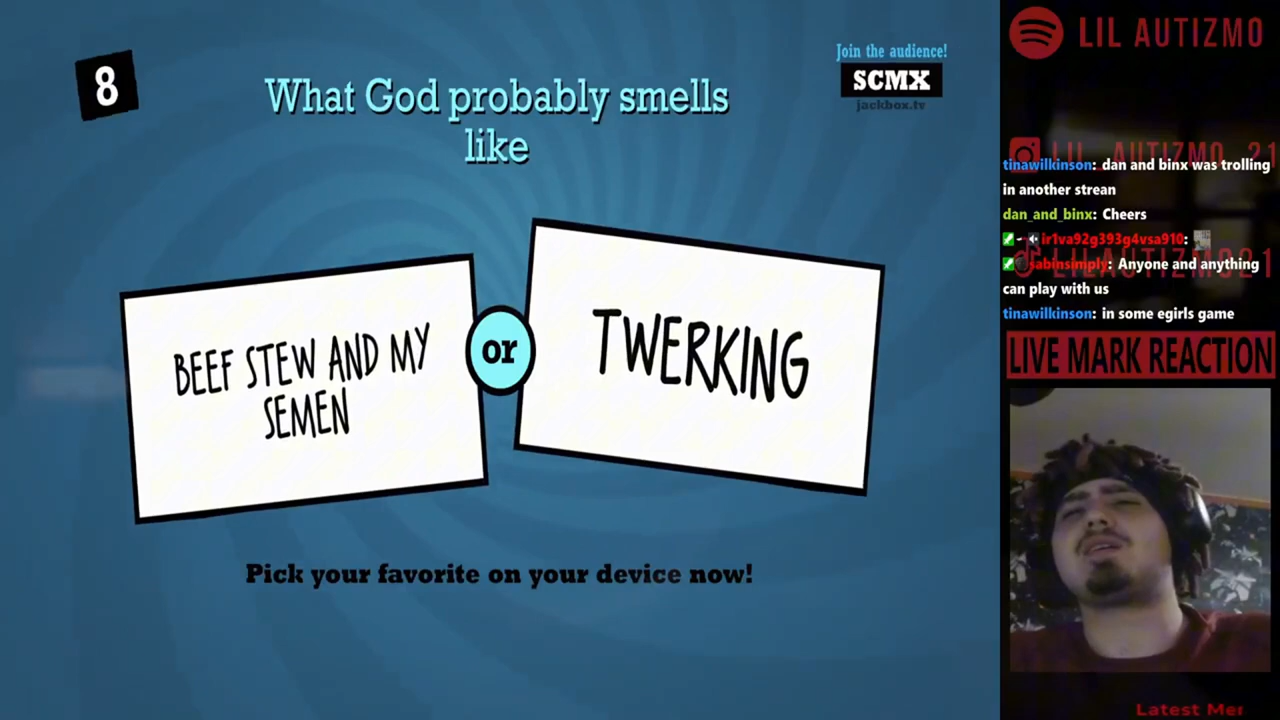 8
What God probably smells
like
Join the audience!
SCMX
jackbox.tv
BEEF STEW AND MY
SEMEN
or
TWERKING
Pick your favorite on your device now!
LIL AUTIZMO
tinawilkinson: dan and binx was trolling
in another strean
dan_and_binx: Cheers
ir1va92g393g4vsa910:
sabinsimply: Anyone and anything
can play with us
tinawilkinson: in some egirls game
LIVE MARK REACTION
Latest Mer